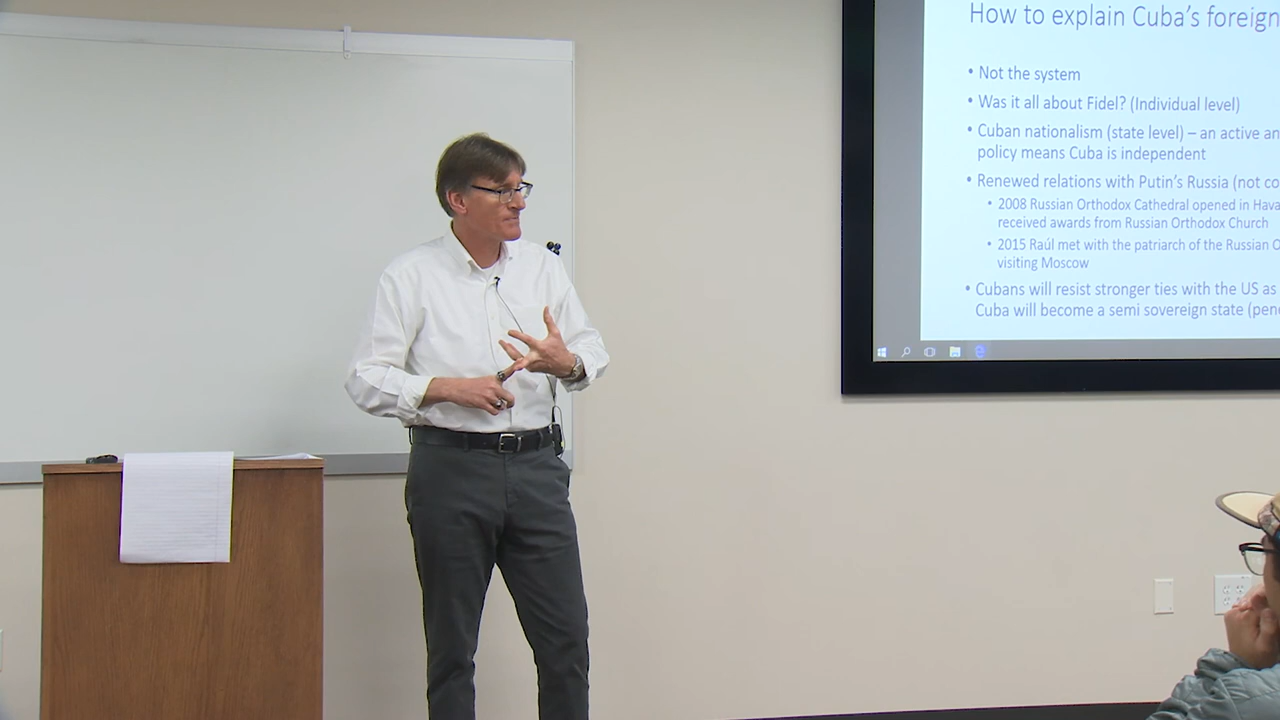 How to explain Cuba's foreign
• Not the system
• Was it all about Fidel? (Individual level)
• Cuban nationalism (state level) – an active an
policy means Cuba is independent
• Renewed relations with Putin's Russia (not co
• 2008 Russian Orthodox Cathedral opened in Hava
received awards from Russian Orthodox Church
• 2015 Raúl met with the patriarch of the Russian O
visiting Moscow
• Cubans will resist stronger ties with the US as
Cuba will become a semi sovereign state (pen